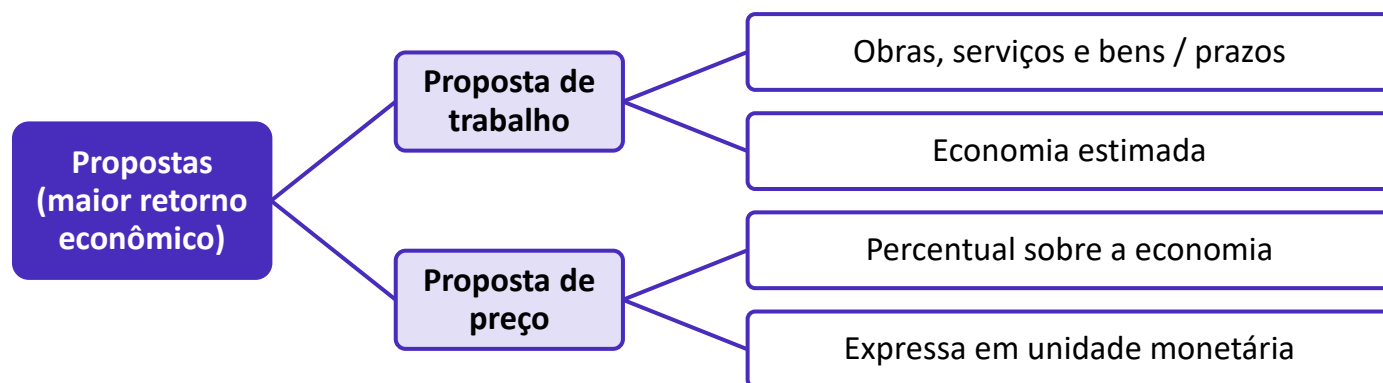 Propostas
(maior retorno
econômico)
Proposta de
trabalho
Obras, serviços e bens / prazos
Economia estimada
Proposta de
preço
Percentual sobre a economia
Expressa em unidade monetária